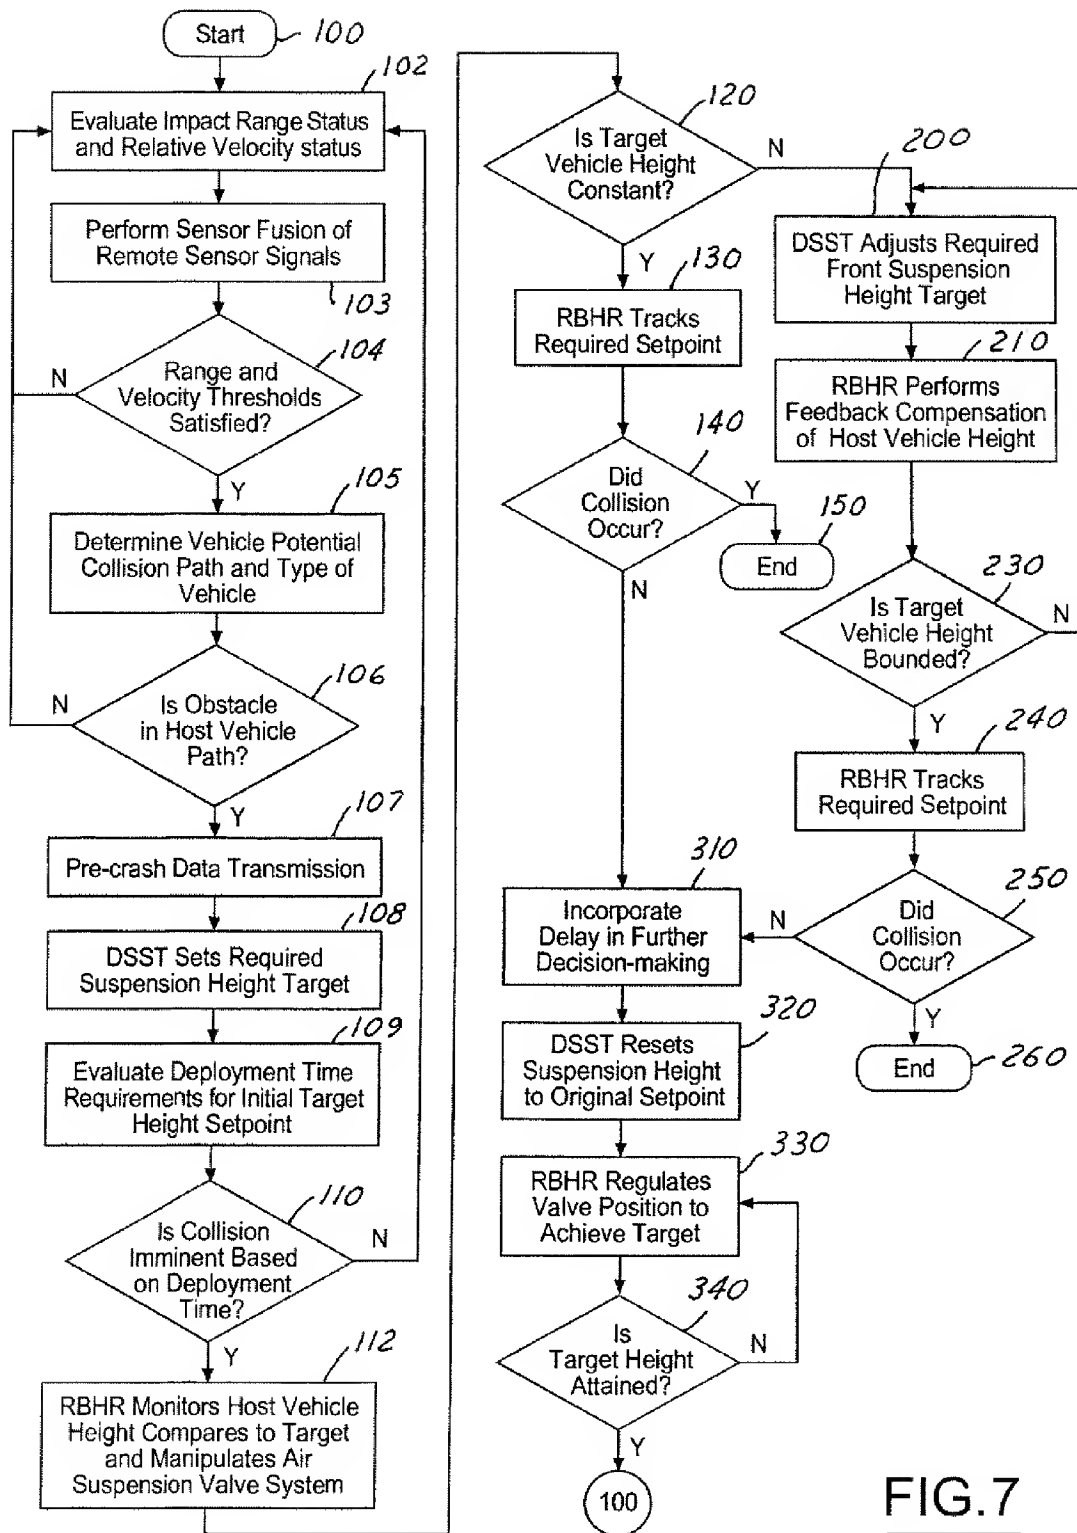 Start
100
102
Evaluate Impact Range Status
and Relative Velocity status
Perform Sensor Fusion of
Remote Sensor Signals
103
104
Range and
Velocity Thresholds
Satisfied?
N
Y
105
Determine Vehicle Potential
Collision Path and Type of
Vehicle
106
Is Obstacle
in Host Vehicle
Path?
N
Y
107
Pre-crash Data Transmission
108
DSST Sets Required
Suspension Height Target
109
Evaluate Deployment Time
Requirements for Initial Target
Height Setpoint
110
Is Collision
Imminent Based
on Deployment
Time?
N
Y
112
RBHR Monitors Host Vehicle
Height Compares to Target
and Manipulates Air
Suspension Valve System
120
Is Target
Vehicle Height
Constant?
N
Y
130
RBHR Tracks
Required Setpoint
140
Did
Collision
Occur?
Y
150
End
N
200
DSST Adjusts Required
Front Suspension
Height Target
210
RBHR Performs
Feedback Compensation
of Host Vehicle Height
230
Is Target
Vehicle Height
Bounded?
N
Y
240
RBHR Tracks
Required Setpoint
250
Did
Collision
Occur?
N
Y
End
260
310
Incorporate
Delay in Further
Decision-making
320
DSST Resets
Suspension Height
to Original Setpoint
330
RBHR Regulates
Valve Position to
Achieve Target
340
Is
Target Height
Attained?
N
Y
100
FIG.7